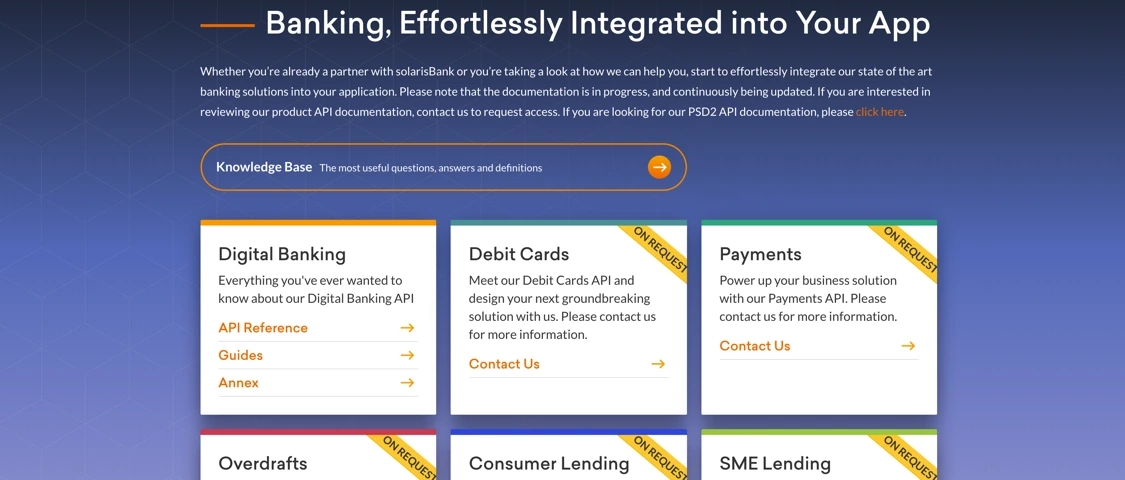 Banking, Effortlessly Integrated into Your App
Whether you're already a partner with solarisBank or you're taking a look at how we can help you, start to effortlessly integrate our state of the art
banking solutions into your application. Please note that the documentation is in progress, and continuously being updated. If you are interested in
reviewing our product API documentation, contact us to request access. If you are looking for our PSD2 API documentation, please click here.
Knowledge Base The most useful questions, answers and definitions
Digital Banking
Everything you've ever wanted to
know about our Digital Banking API
API Reference
Guides
Annex
ON REQUEST
Debit Cards
Meet our Debit Cards API and
design your next groundbreaking
solution with us. Please contact us
for more information.
Contact Us
ON REQUEST
Payments
Power up your business solution
with our Payments API. Please
contact us for more information.
Contact Us
ON REQUEST
Overdrafts
ON REQUEST
Consumer Lending
ON REQUEST
SME Lending